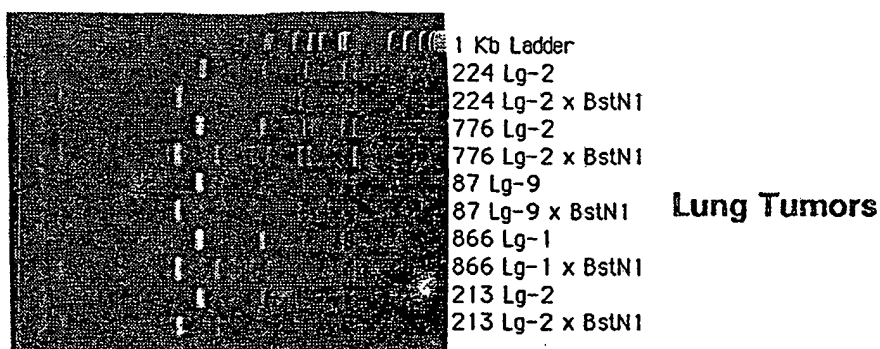 1 Kb Ladder
224 Lg-2
224 Lg-2 x BstN1
776 Lg-2
776 Lg-2 x BstN1
87 Lg-9
87 Lg-9 x BstN1
Lung Tumors
866 Lg-1
866 Lg-1 x BstN1
213 Lg-2
213 Lg-2 x BstN1